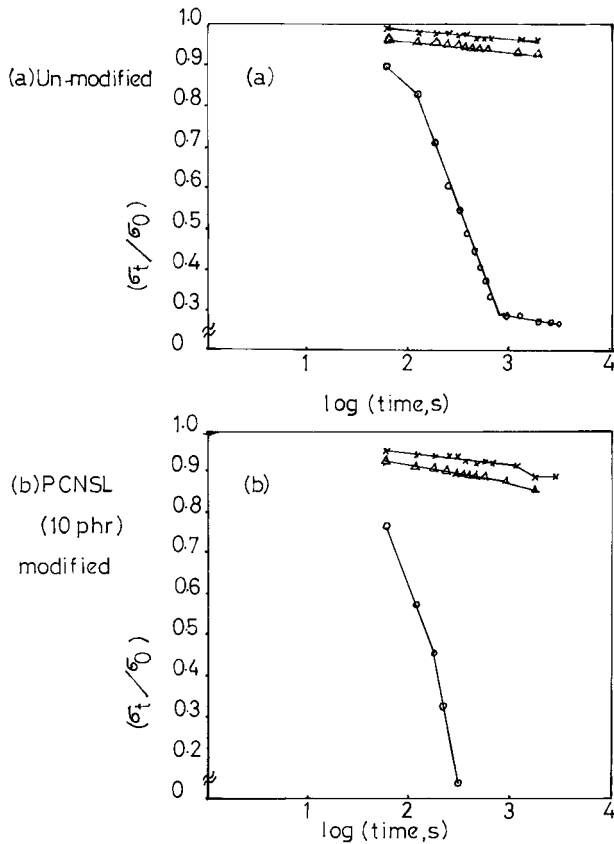 1.0
(a)Un-modified
(a)
0.9
0.8
0.7
0.6
0.5
0.4
0.3
0
(σt/σ0)
1 2 3 4
log (time,s)
1.0
(b)PCNSL
(10 phr)
modified
(b)
0.9
0.8
0.7
0.6
0.5
0.4
0.3
0.2
0
(σt/σ0)
1 2 3 4
log(time,s)